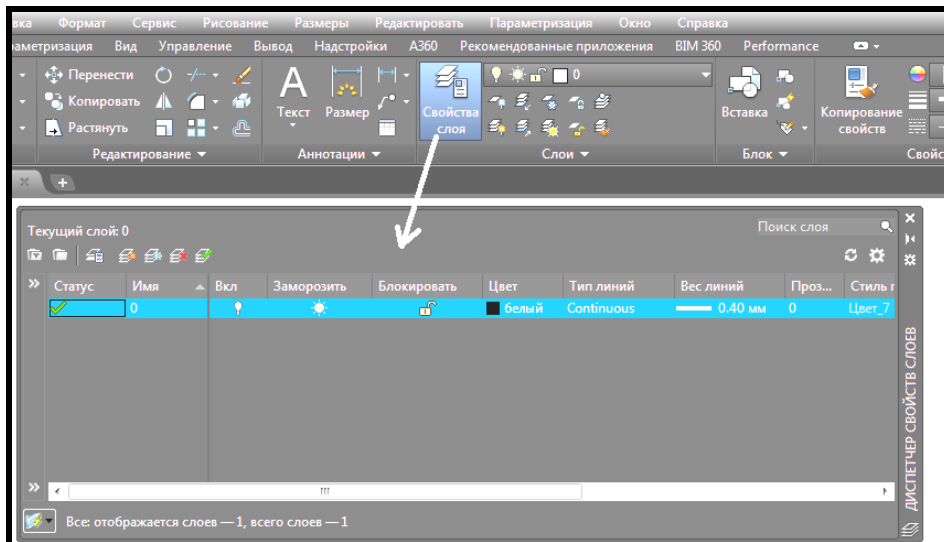 вка Формат Сервис Рисование Размеры Редактировать Параметризация Окно Справка
раметризация Вид Управление Вывод Надстройки A360 Рекомендованные приложения BIM 360 Performance
Перенести
0
Копировать
Растянуть
Текст Размер
Свойства
слоя
Вставка
Копирование
свойств
Редактирование Аннотации Слои Блок Свойс
Текущий слой: 0
Поиск слоя
Статус Имя Вкл Заморозить Блокировать Цвет Тип линий Вес линий Проз... Стиль п
0 белый Continuous 0.40 мм 0 Цвет_7
ДИСПЕТЧЕР СВОЙСТВ СЛОЕВ
Все: отображается слоев — 1, всего слоев — 1